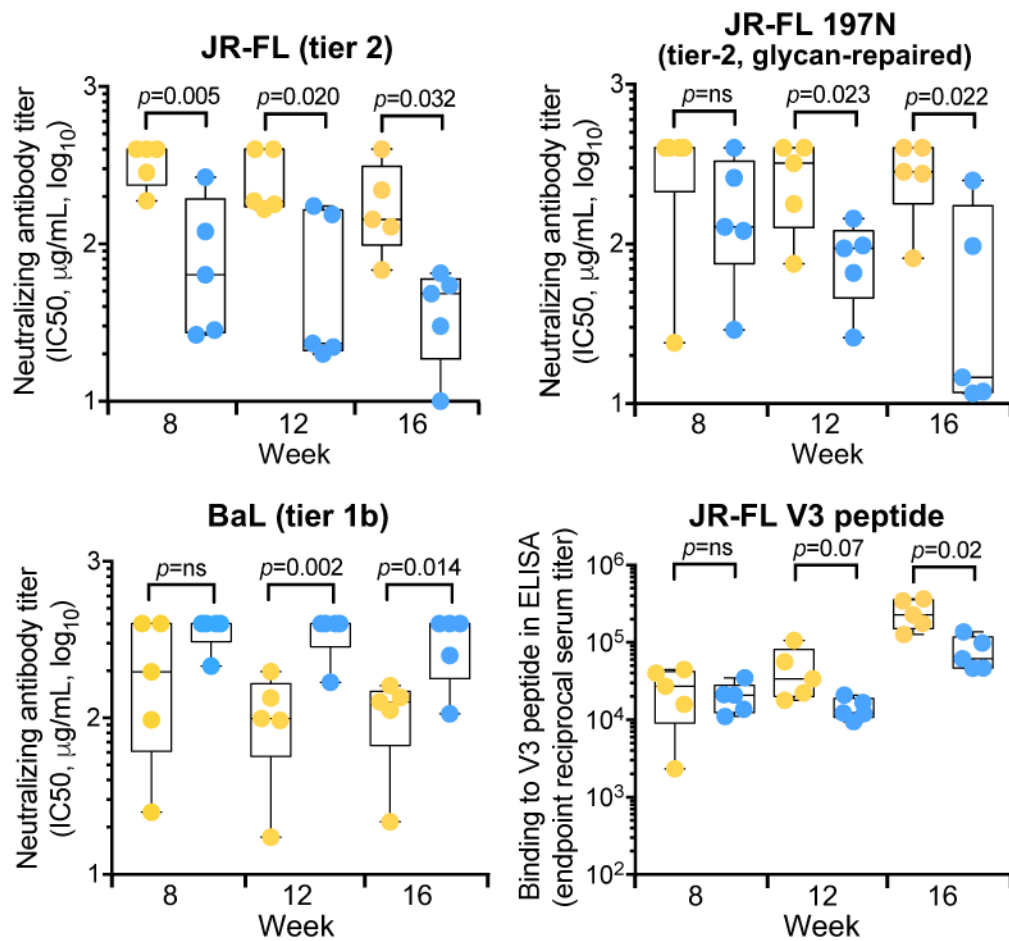 JR-FL (tier 2)
Neutralizing antibody titer
(IC50, µg/mL, log10)
3
2
1
p=0.005
p=0.020
p=0.032
8
12
16
Week
JR-FL 197N
(tier-2, glycan-repaired)
Neutralizing antibody titer
(IC50, µg/mL, log10)
3
2
1
p=ns
p=0.023
p=0.022
8
12
16
Week
BaL (tier 1b)
Neutralizing antibody titer
(IC50, µg/mL, log10)
3
2
1
p=ns
p=0.002
p=0.014
8
12
16
Week
JR-FL V3 peptide
Binding to V3 peptide in ELISA
(endpoint reciprocal serum titer)
10^6
10^5
10^4
10^3
10^2
p=ns
p=0.07
p=0.02
8
12
16
Week